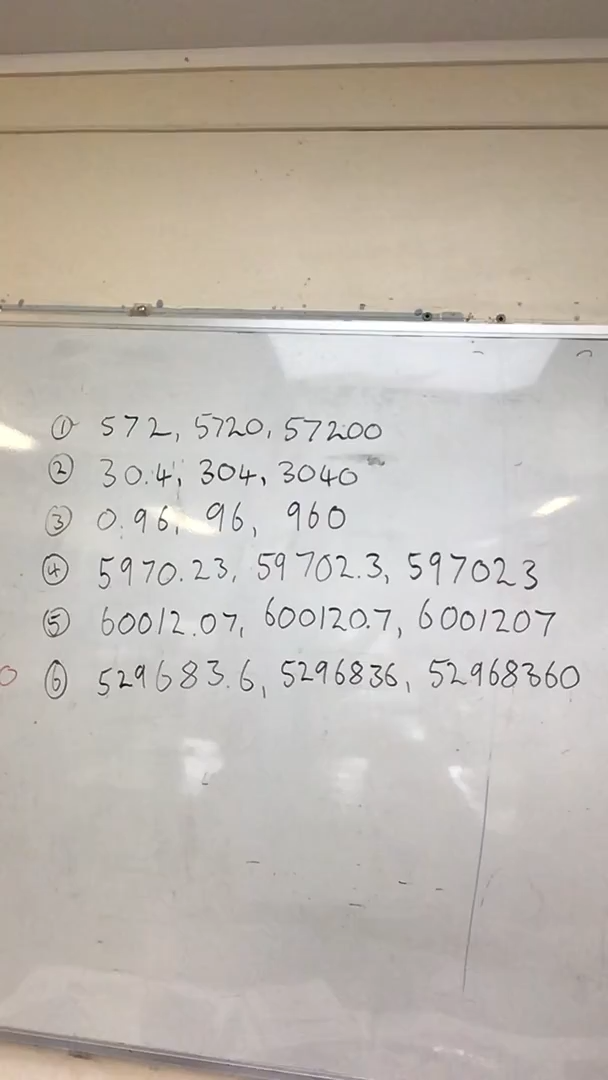 ① 572, 5720, 57200
② 30.4, 304, 3040
③ 0.96, 96, 960
④ 5970.23, 59702.3, 597023
⑤ 60012.07, 600120.7, 6001207
⑥ 529683.6, 5296836, 52968360